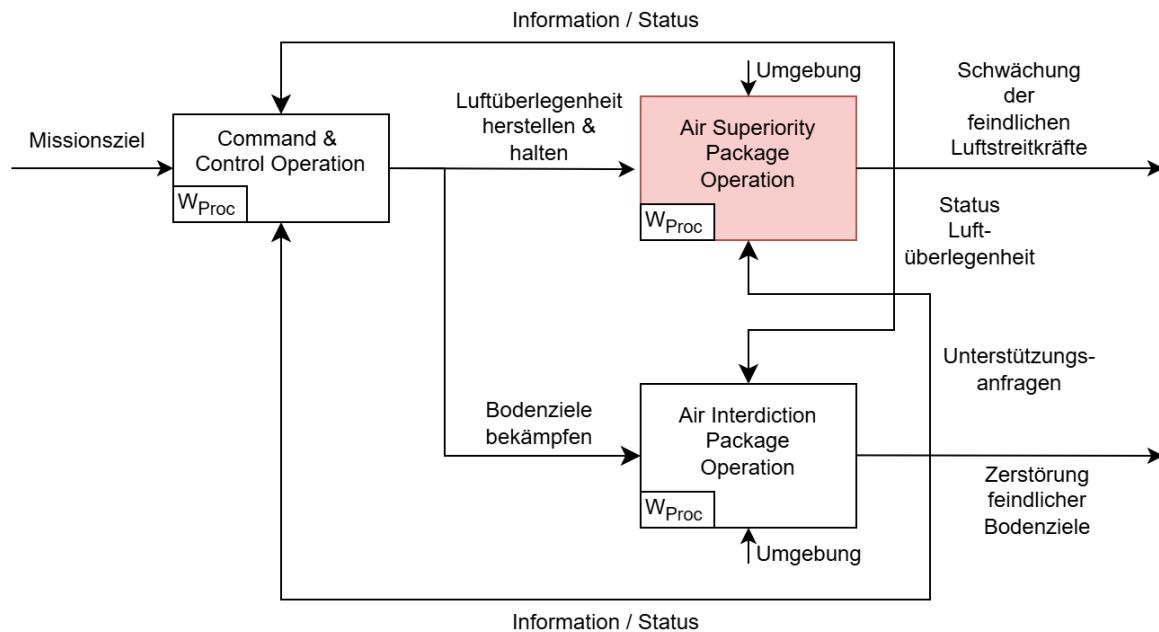 Information / Status
Missionsziel
Command &
Control Operation
WProc
Luftüberlegenheit
herstellen &
halten
Umgebung
Air Superiority
Package
Operation
WProc
Schwächung
der
feindlichen
Luftstreitkräfte
Status
Luft-
überlegenheit
Unterstützungs-
anfragen
Bodenziele
bekämpfen
Air Interdiction
Package
Operation
WProc
Umgebung
Zerstörung
feindlicher
Bodenziele
Information / Status